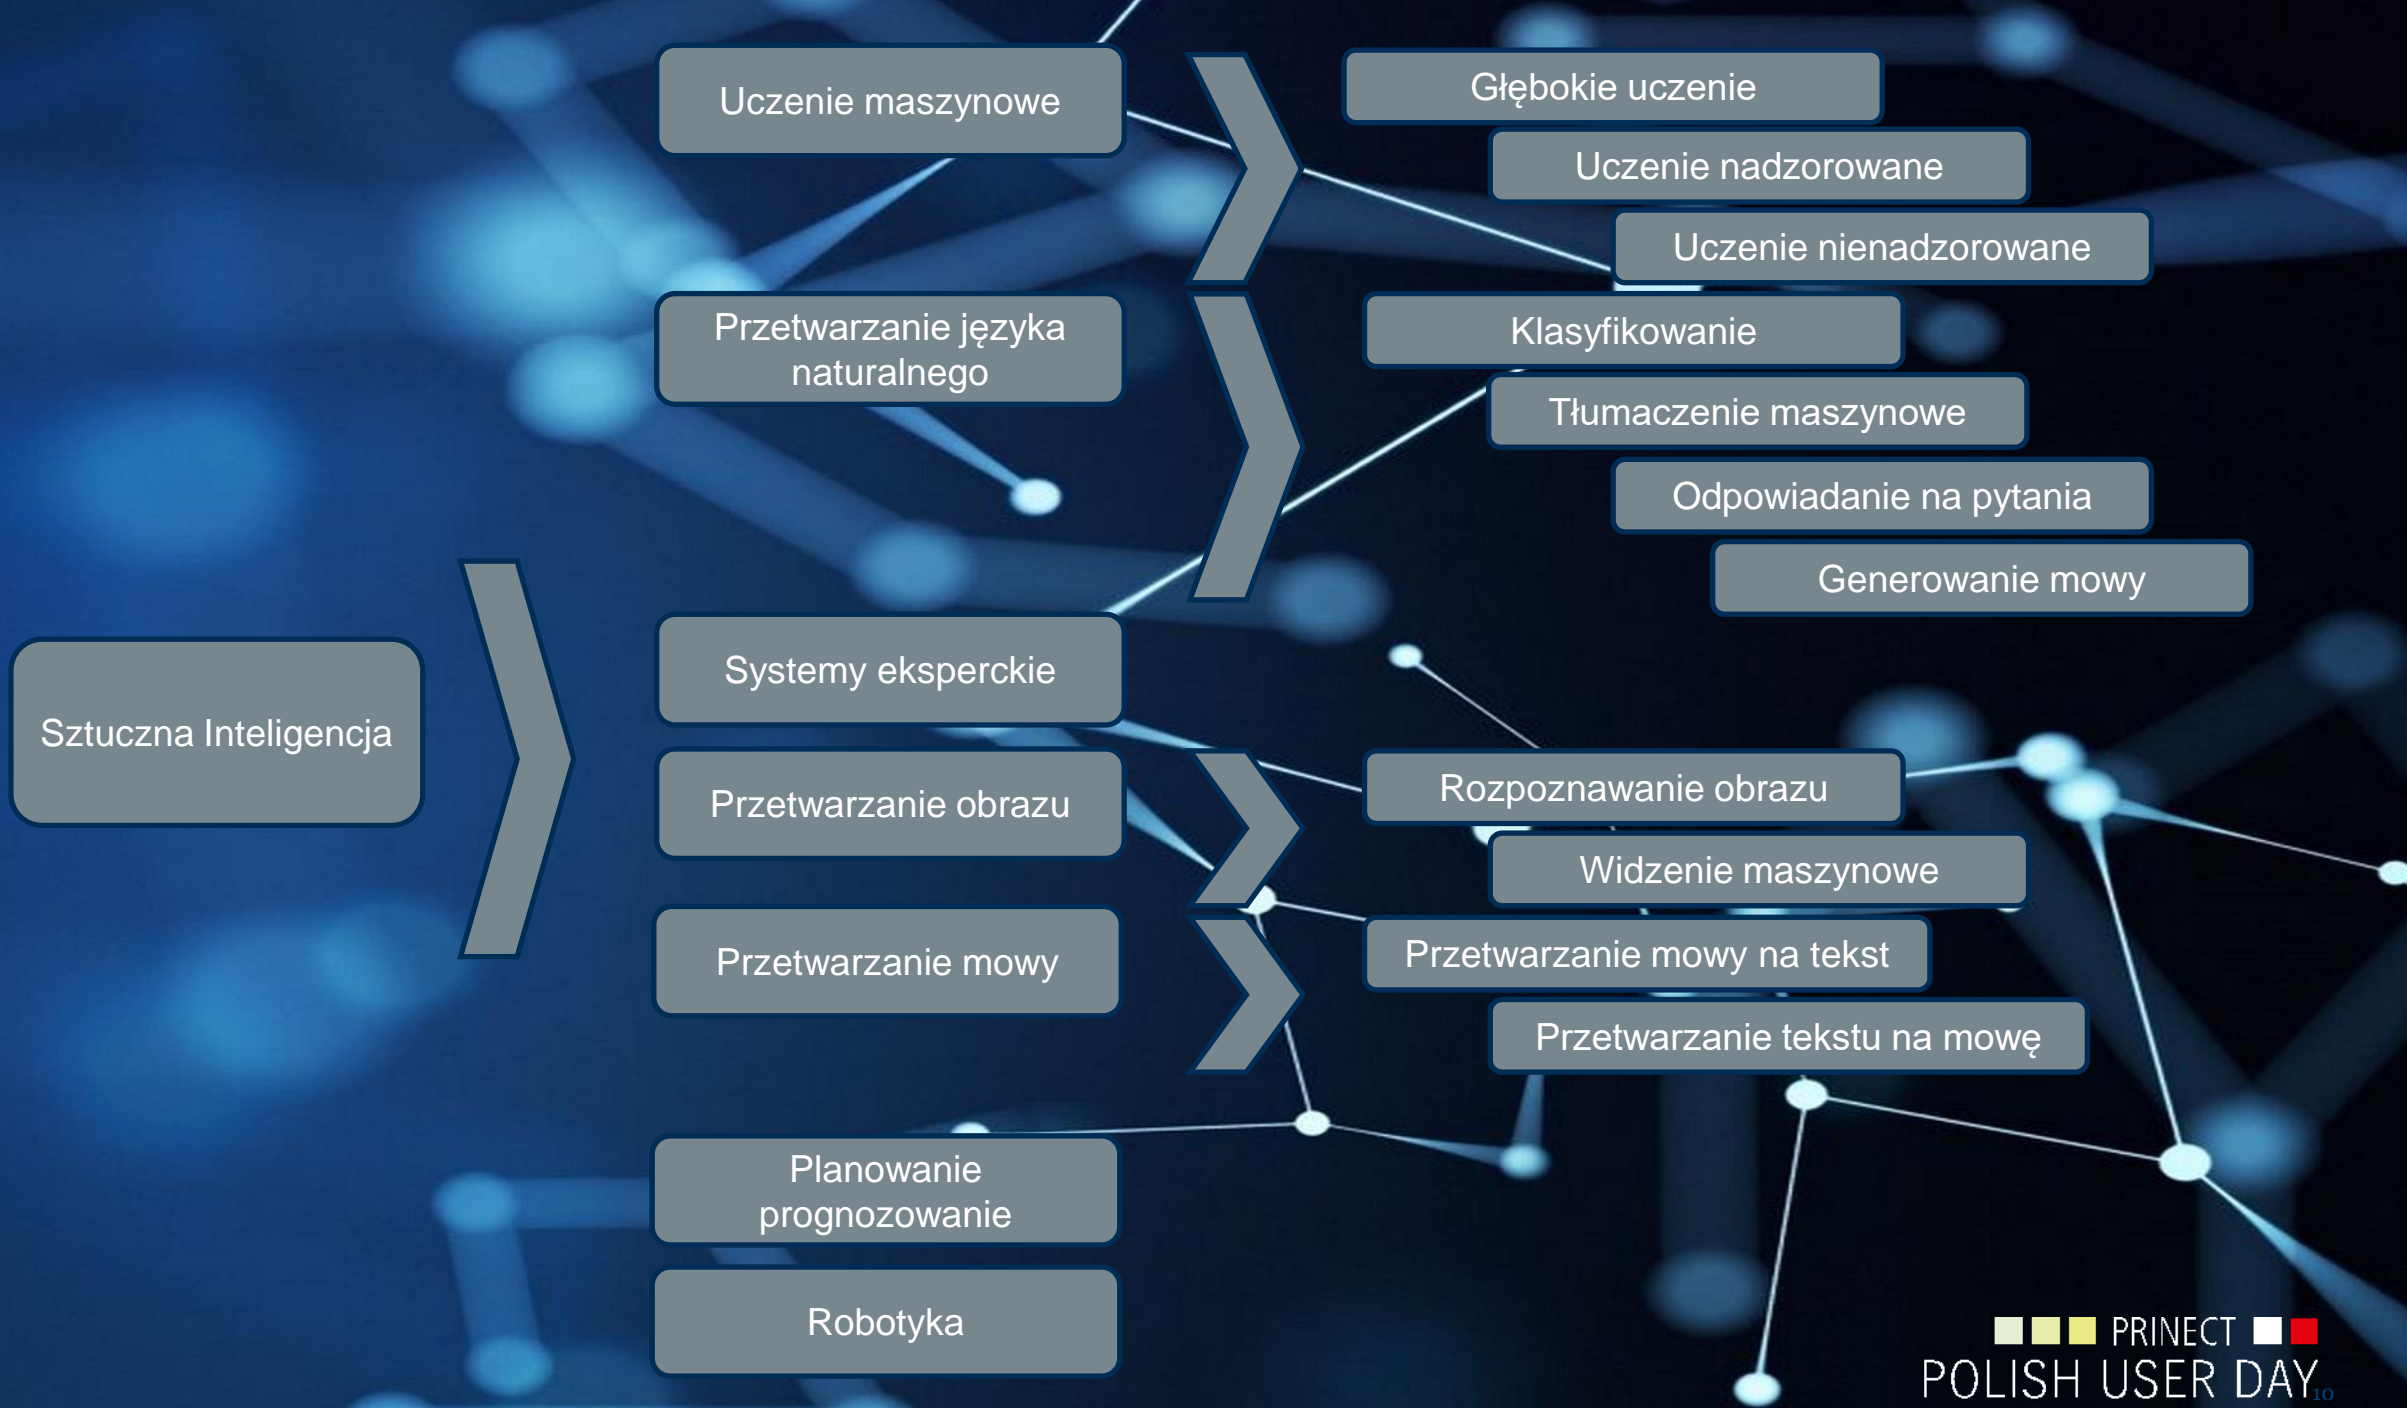 Uczenie maszynowe
Głębokie uczenie
Uczenie nadzorowane
Uczenie nienadzorowane
Przetwarzanie języka
naturalnego
Klasyfikowanie
Tłumaczenie maszynowe
Odpowiadanie na pytania
Generowanie mowy
Sztuczna Inteligencja
Systemy eksperckie
Przetwarzanie obrazu
Rozpoznawanie obrazu
Widzenie maszynowe
Przetwarzanie mowy
Przetwarzanie mowy na tekst
Przetwarzanie tekstu na mowę
Planowanie
prognozowanie
Robotyka
PRINECT
POLISH USER DAY
10